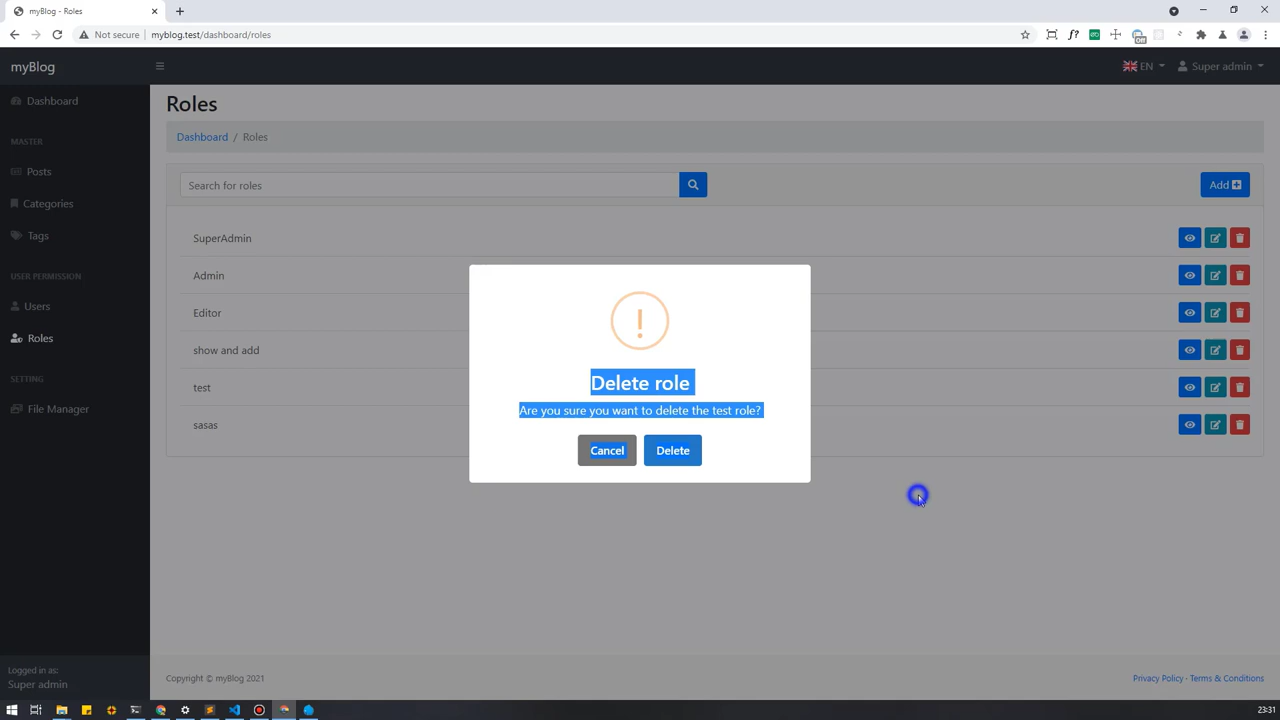 myBlog - Roles
Not secure
myblog.test/dashboard/roles
Off
myBlog
EN
Super admin
Dashboard
Roles
Dashboard / Roles
MASTER
Posts
Categories
Tags
USER PERMISSION
Users
Roles
SETTING
File Manager
Search for roles
Add
SuperAdmin
Admin
Editor
show and add
test
sasas
Delete role
Are you sure you want to delete the test role?
Cancel
Delete
Logged in as:
Super admin
Copyright © myBlog 2021
Privacy Policy · Terms & Conditions
23:31